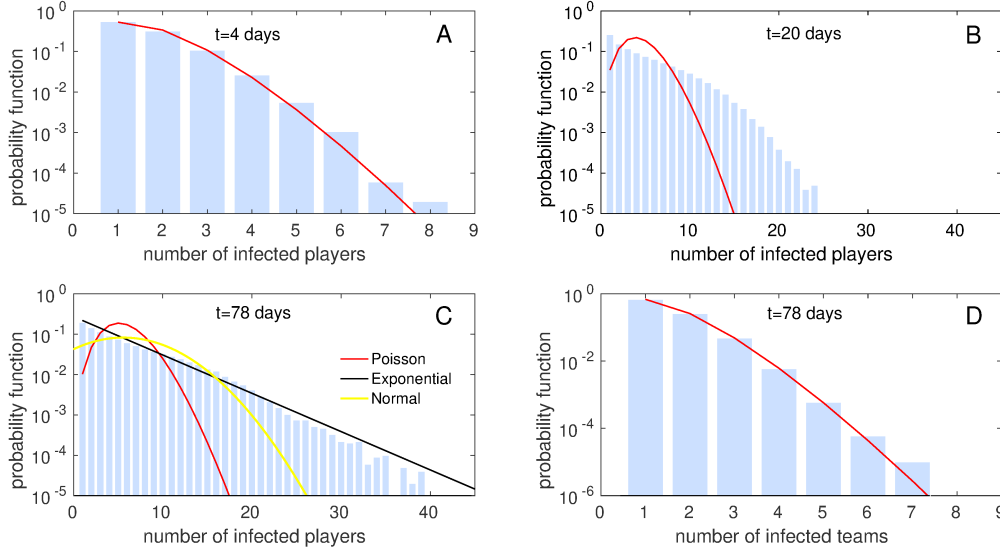 t=4 days
A
10^0
10^-1
10^-2
10^-3
10^-4
10^-5
probability function
0 1 2 3 4 5 6 7 8 9
number of infected players
t=20 days
B
10^0
10^-1
10^-2
10^-3
10^-4
10^-5
probability function
0 10 20 30 40
number of infected players
t=78 days
C
10^0
10^-1
10^-2
10^-3
10^-4
10^-5
probability function
Poisson
Exponential
Normal
0 10 20 30 40
number of infected players
t=78 days
D
10^0
10^-2
10^-4
10^-6
probability function
0 1 2 3 4 5 6 7 8 9
number of infected teams